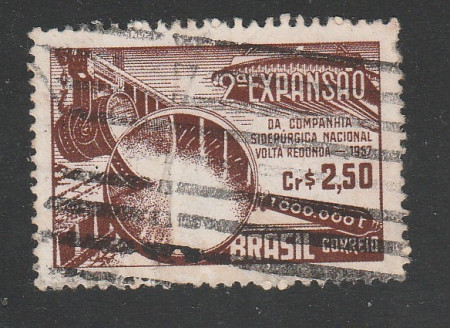 2ª EXPANSÃO
DA COMPANHIA
SIDERÚRGICA NACIONAL
VOLTA REDONDA — 1957
Cr$ 2,50
1.000.000 t
BRASIL CORREIO